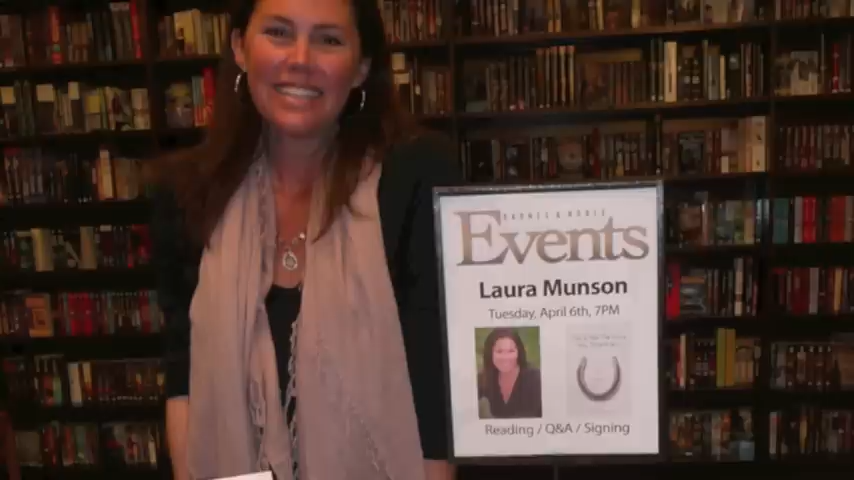 BARNES & NOBLE
Events
Laura Munson
Tuesday, April 6th, 7PM
Reading / Q&A / Signing